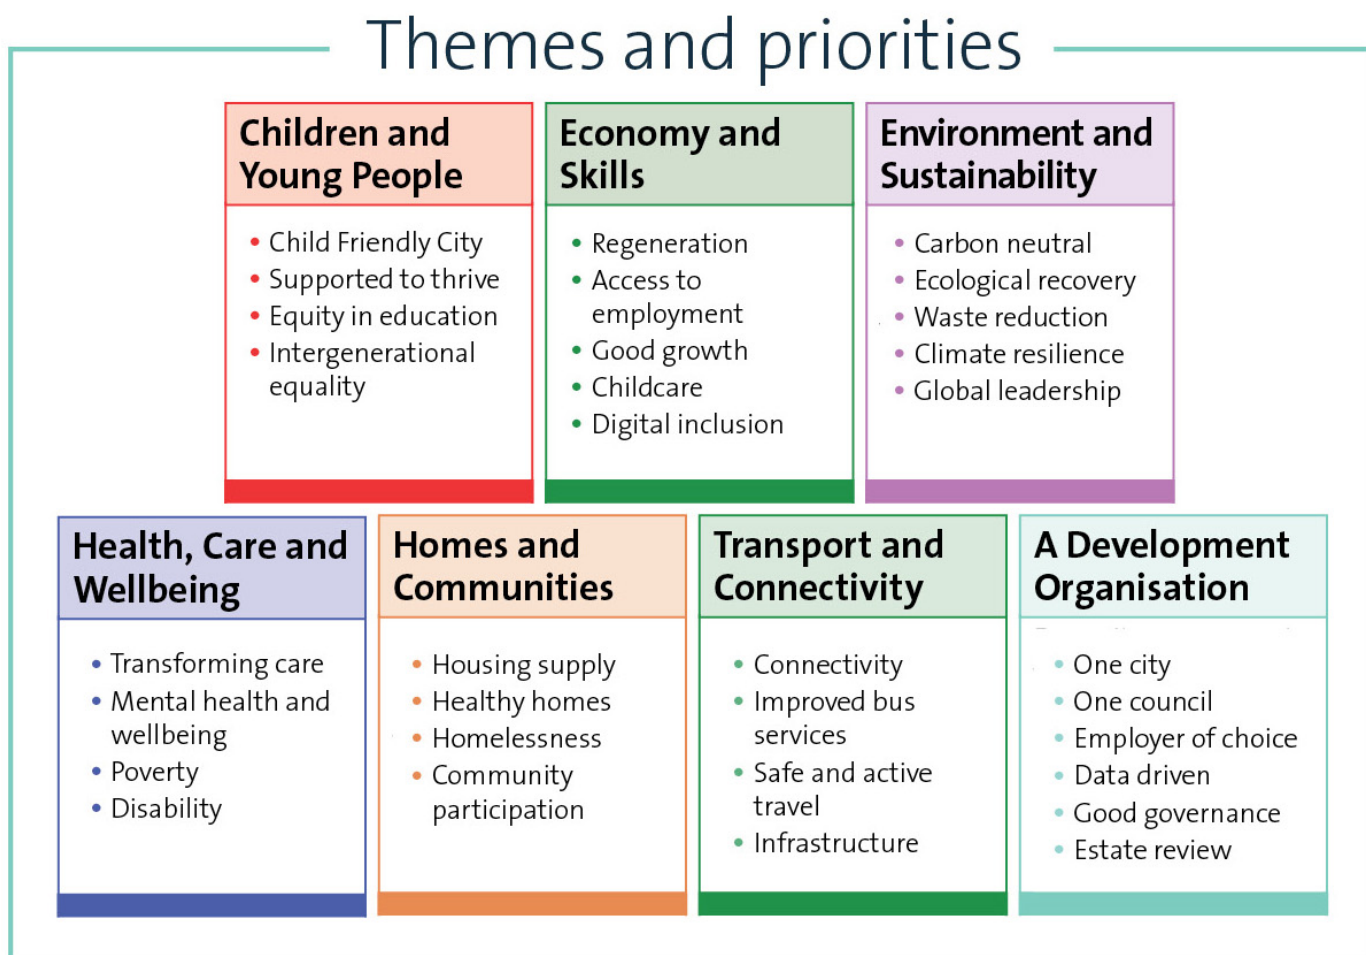 Themes and priorities
Children and
Young People
• Child Friendly City
• Supported to thrive
• Equity in education
• Intergenerational
equality
Economy and
Skills
• Regeneration
• Access to
employment
• Good growth
• Childcare
• Digital inclusion
Environment and
Sustainability
• Carbon neutral
• Ecological recovery
• Waste reduction
• Climate resilience
• Global leadership
Health, Care and
Wellbeing
• Transforming care
• Mental health and
wellbeing
• Poverty
• Disability
Homes and
Communities
• Housing supply
• Healthy homes
• Homelessness
• Community
participation
Transport and
Connectivity
• Connectivity
• Improved bus
services
• Safe and active
travel
• Infrastructure
A Development
Organisation
• One city
• One council
• Employer of choice
• Data driven
• Good governance
• Estate review